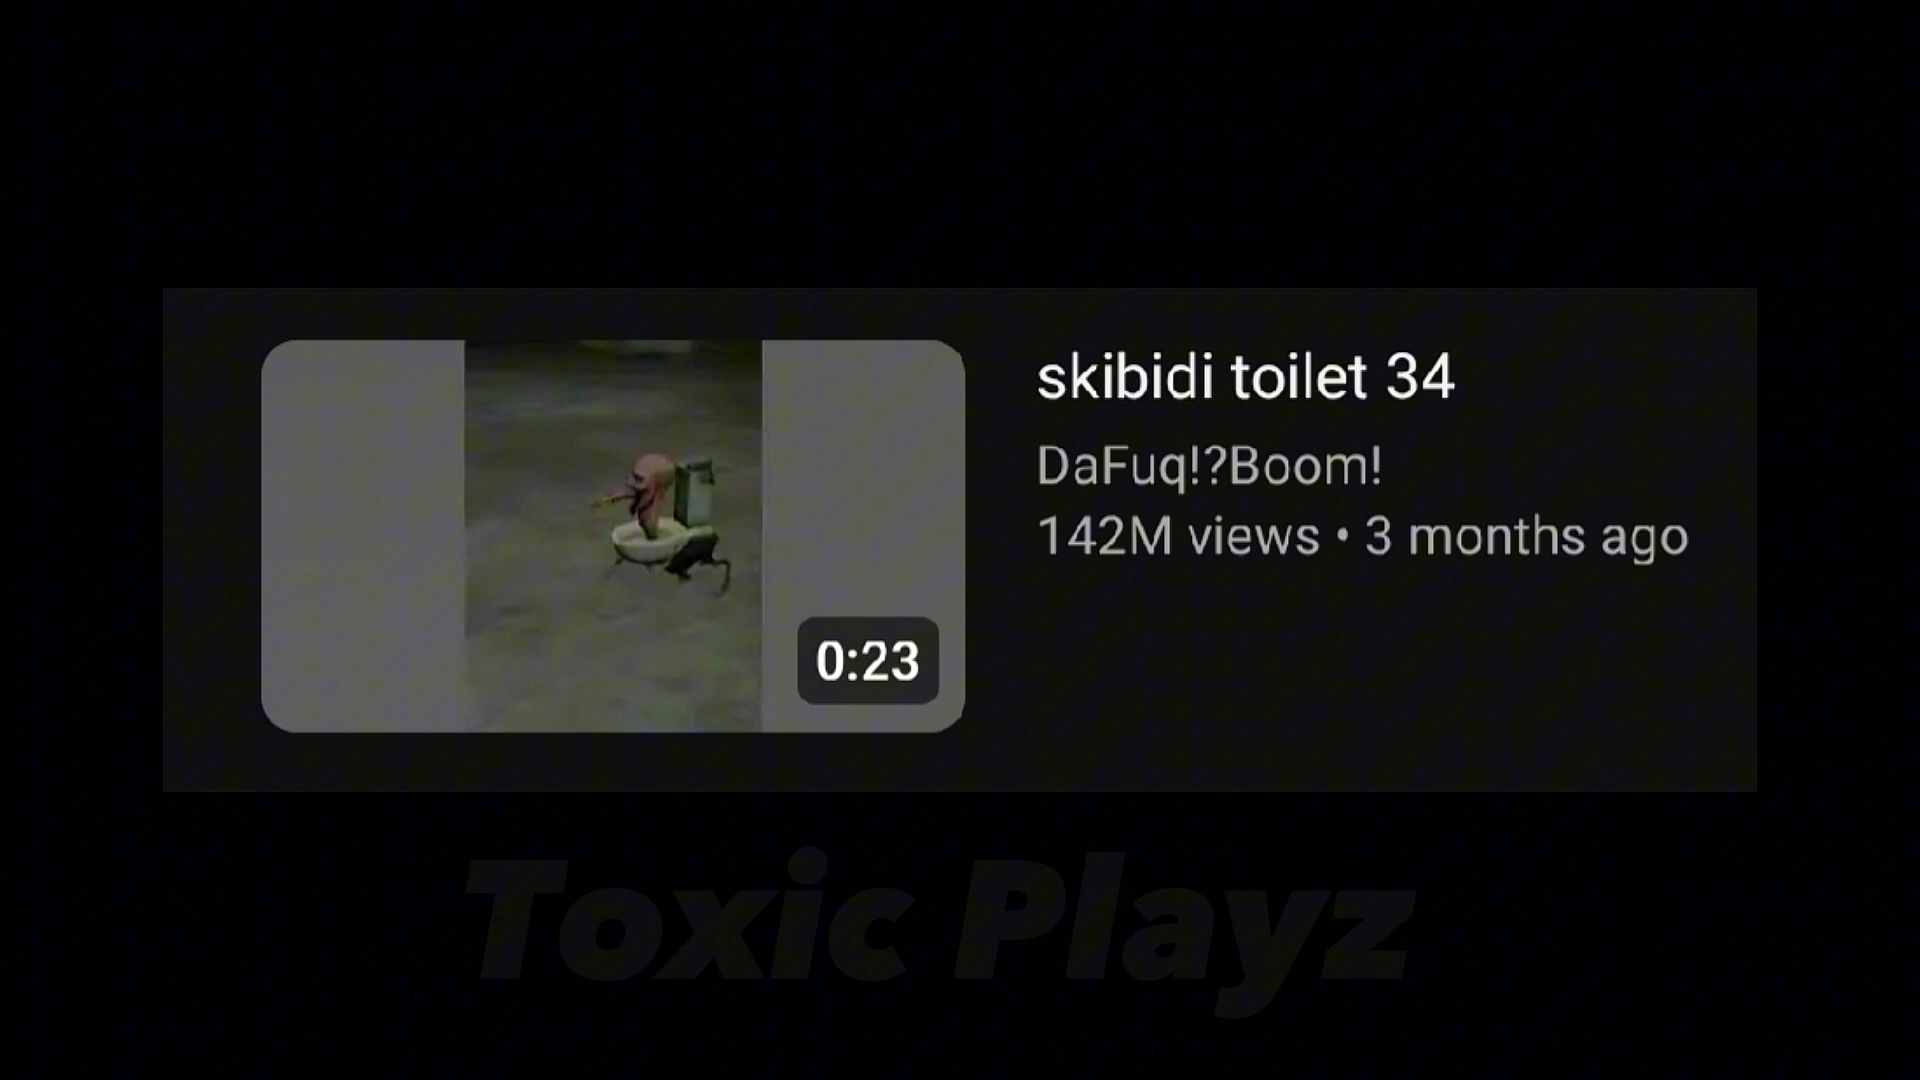 skibidi toilet 34
DaFuq!?Boom!
142M views • 3 months ago
0:23
Toxic Playz